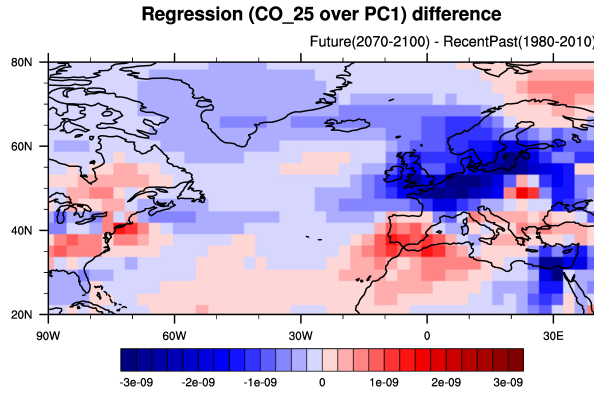 Regression (CO_25 over PC1) difference
Future(2070-2100) - RecentPast(1980-2010)
80N
60N
40N
20N
90W 60W 30W 0 30E
-3e-09 -2e-09 -1e-09 0 1e-09 2e-09 3e-09